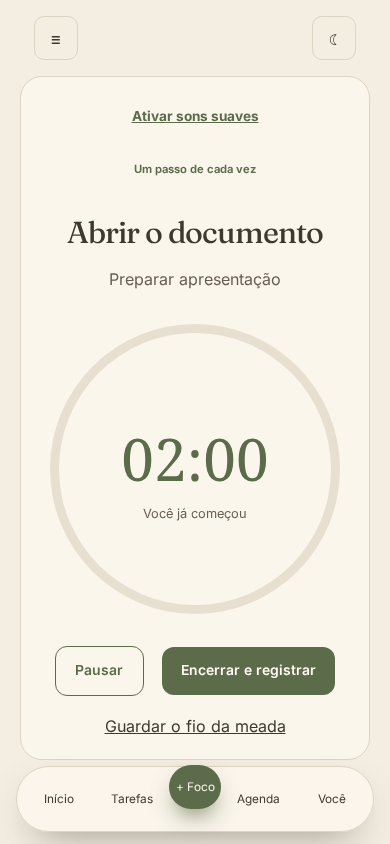 Ativar sons suaves
Um passo de cada vez
Abrir o documento
Preparar apresentação
02:00
Você já começou
Pausar
Encerrar e registrar
Guardar o fio da meada
Início
Tarefas
+ Foco
Agenda
Você